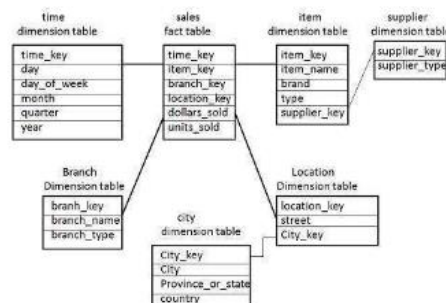 time
dimension table
time_key
day
day_of_week
month
quarter
year
sales
fact table
time_key
item_key
branch_key
location_key
dollars_sold
units_sold
item
dimension table
item_key
item_name
brand
type
supplier_key
supplier
dimension table
supplier_key
supplier_type
Branch
Dimension table
branh_key
branch_name
branch_type
city
dimension table
City_key
City
Province_or_state
country
Location
Dimension table
location_key
street
City_key